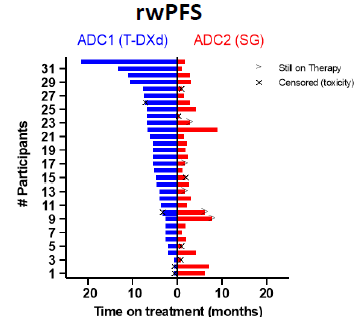 rwPFS
ADC1 (T-DXd) ADC2 (SG)
> Still on Therapy
× Censored (toxicity)
# Participants
31
29
27
25
23
21
19
17
15
13
11
9
7
5
3
1
20 10 0 10 20
Time on treatment (months)